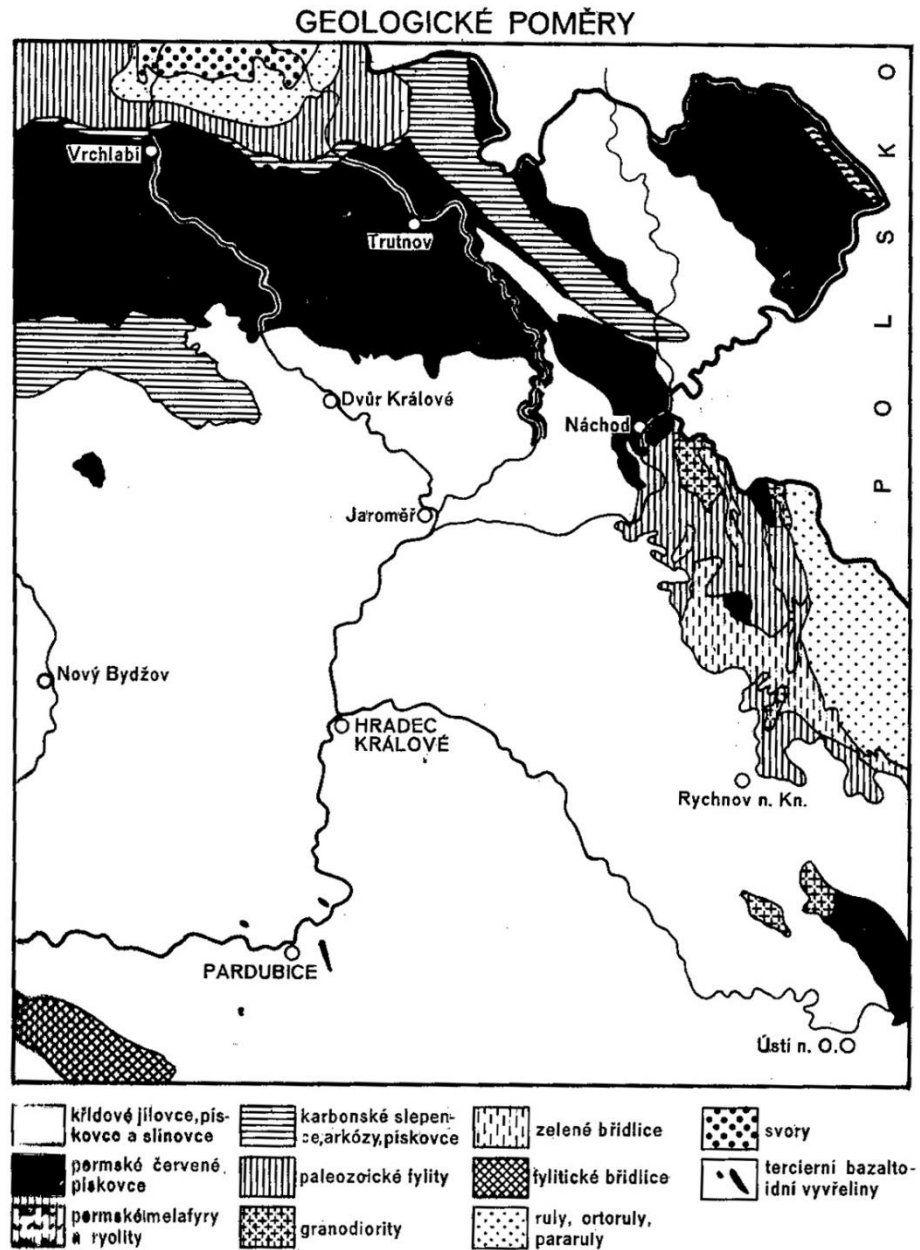 GEOLOGICKÉ POMĚRY
POLSKO
Vrchlabí
Trutnov
Dvůr Králové
Náchod
Jaroměř
Nový Bydžov
HRADEC
KRÁLOVÉ
Rychnov n. Kn.
PARDUBICE
Ústí n. O.
křídové jílovce, pís-
kovce a slínovce
permské červené
pískovce
permské melafyry
a ryolity
karbonské slepen-
ce, arkózy, pískovce
paleozoické fylity
granodiority
zelené břidlice
fylitické břidlice
ruly, ortoruly,
pararuly
svory
tercierní bazalto-
idní vyvřeliny